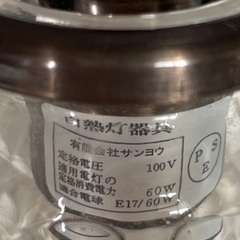 白熱灯器具
有限会社サンヨウ
定格電圧 100V
適用電灯の
定格消費電力 60W
適合電球 E17/60W
P S
E